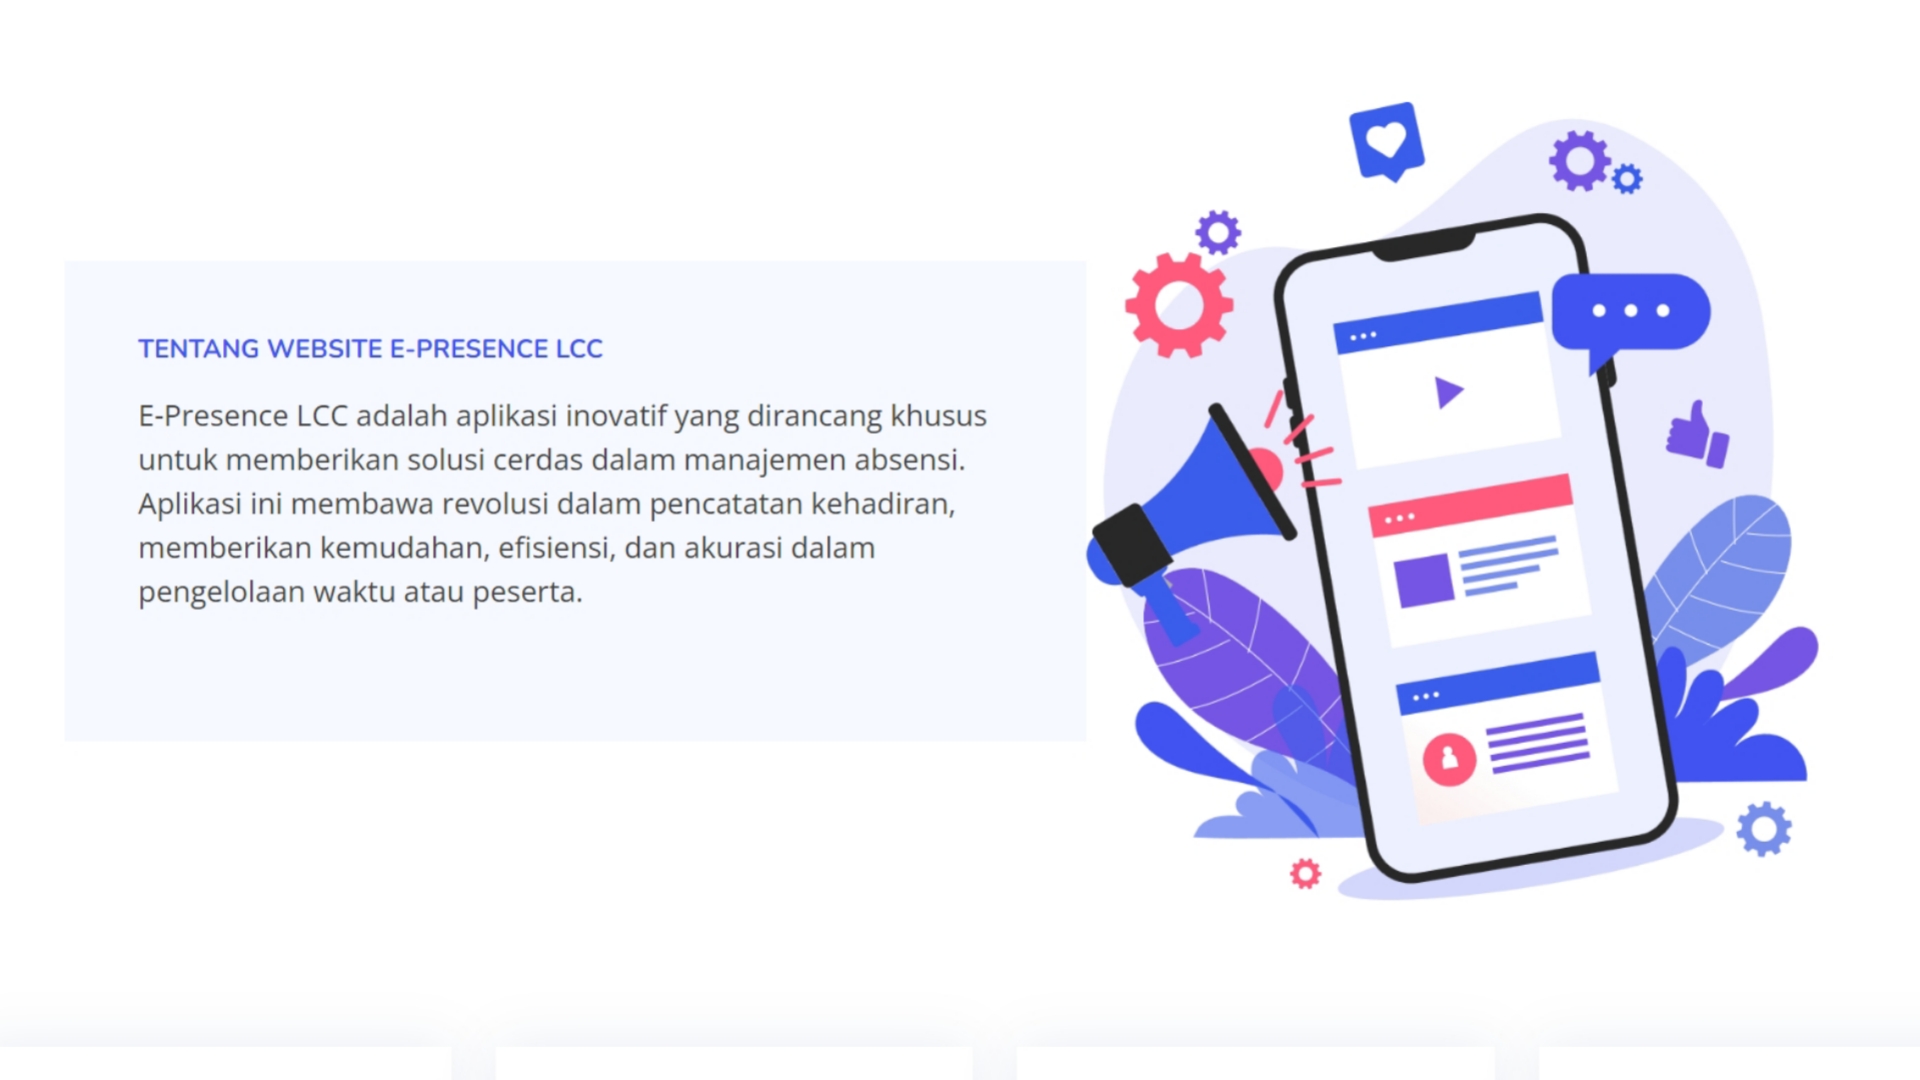 TENTANG WEBSITE E-PRESENCE LCC
E-Presence LCC adalah aplikasi inovatif yang dirancang khusus
untuk memberikan solusi cerdas dalam manajemen absensi.
Aplikasi ini membawa revolusi dalam pencatatan kehadiran,
memberikan kemudahan, efisiensi, dan akurasi dalam
pengelolaan waktu atau peserta.